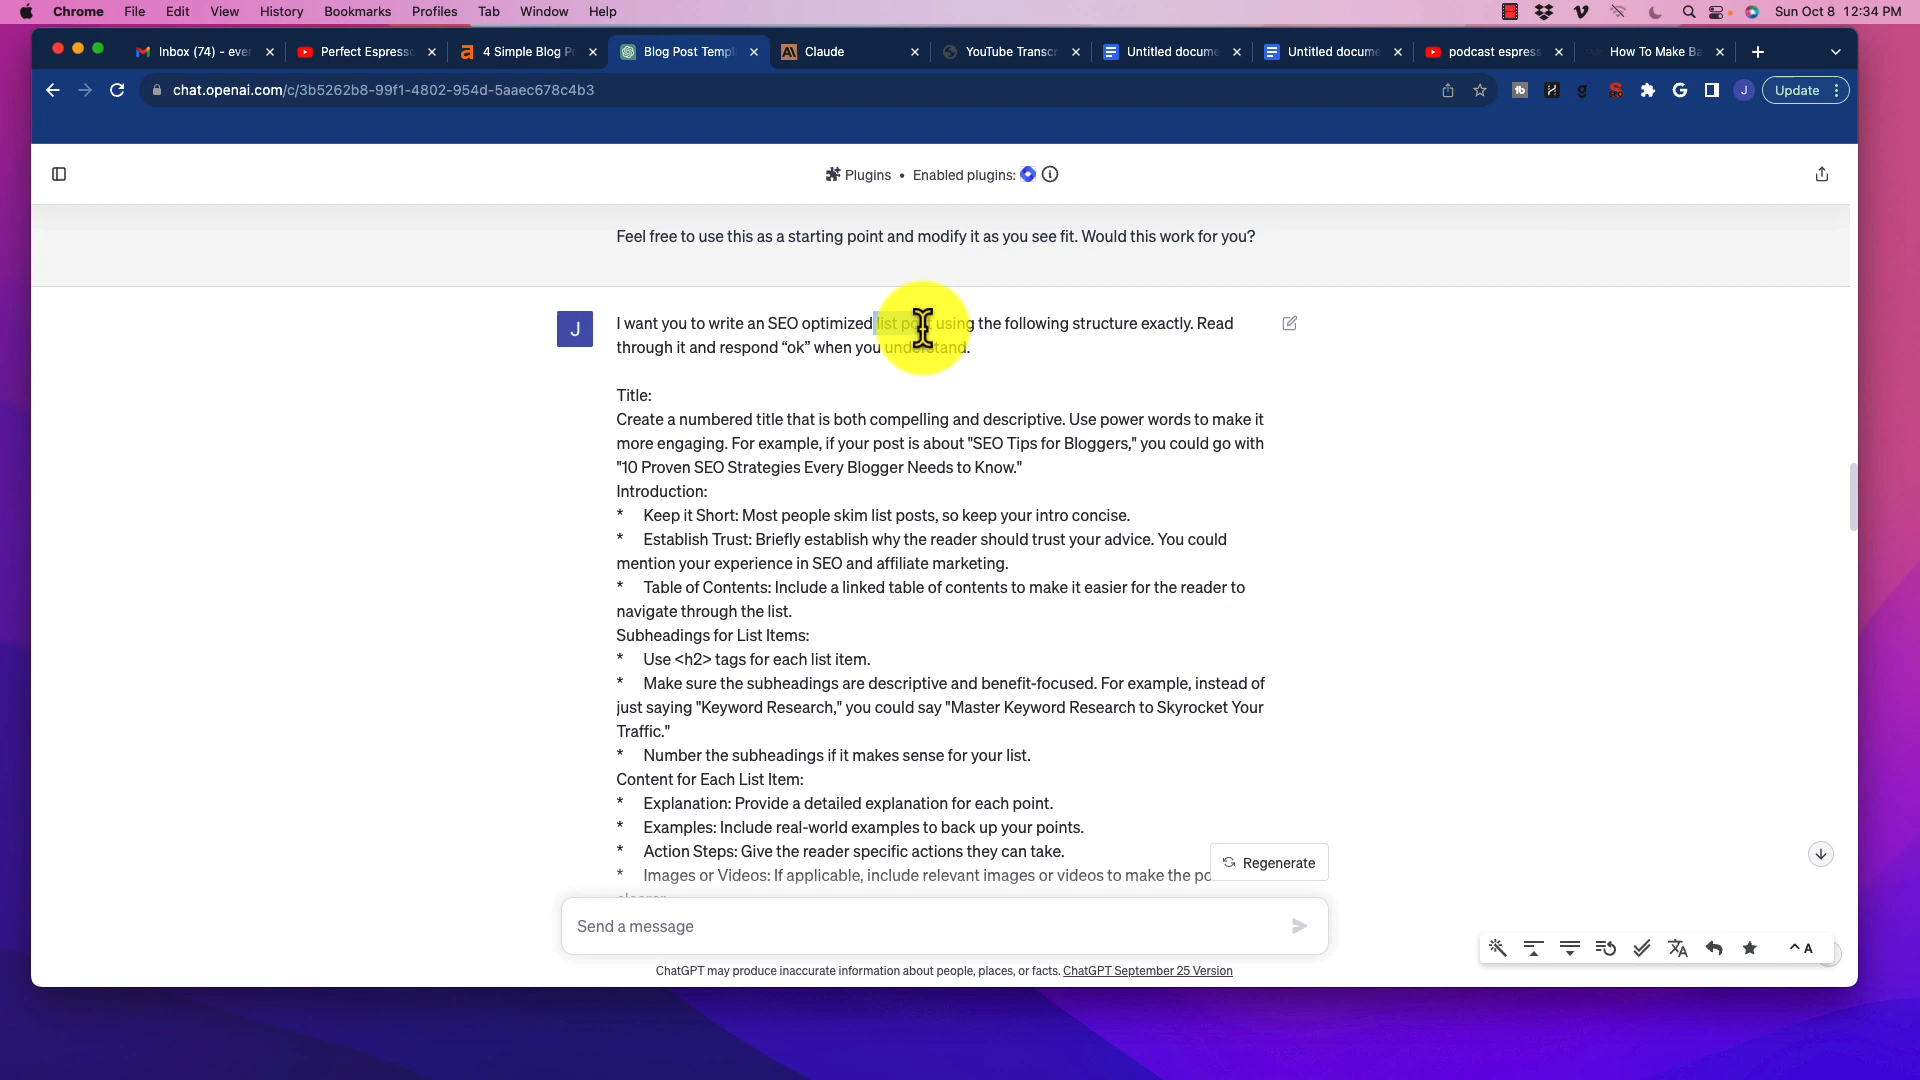 Chrome File Edit View History Bookmarks Profiles Tab Window Help Sun Oct 8 12:34 PM
Inbox (74) - eve Perfect Espresso 4 Simple Blog P Blog Post Templ Claude YouTube Transcr Untitled docume Untitled docume podcast espress How To Make Ba
chat.openai.com/c/3b5262b8-99f1-4802-954d-5aaec678c4b3 Update
Plugins • Enabled plugins:
Feel free to use this as a starting point and modify it as you see fit. Would this work for you?
J
I want you to write an SEO optimized list post using the following structure exactly. Read
through it and respond “ok” when you understand.
Title:
Create a numbered title that is both compelling and descriptive. Use power words to make it
more engaging. For example, if your post is about "SEO Tips for Bloggers," you could go with
"10 Proven SEO Strategies Every Blogger Needs to Know."
Introduction:
* Keep it Short: Most people skim list posts, so keep your intro concise.
* Establish Trust: Briefly establish why the reader should trust your advice. You could
mention your experience in SEO and affiliate marketing.
* Table of Contents: Include a linked table of contents to make it easier for the reader to
navigate through the list.
Subheadings for List Items:
* Use <h2> tags for each list item.
* Make sure the subheadings are descriptive and benefit-focused. For example, instead of
just saying "Keyword Research," you could say "Master Keyword Research to Skyrocket Your
Traffic."
* Number the subheadings if it makes sense for your list.
Content for Each List Item:
* Explanation: Provide a detailed explanation for each point.
* Examples: Include real-world examples to back up your points.
* Action Steps: Give the reader specific actions they can take.
* Images or Videos: If applicable, include relevant images or videos to make the po
Regenerate
Send a message
ChatGPT may produce inaccurate information about people, places, or facts. ChatGPT September 25 Version
A